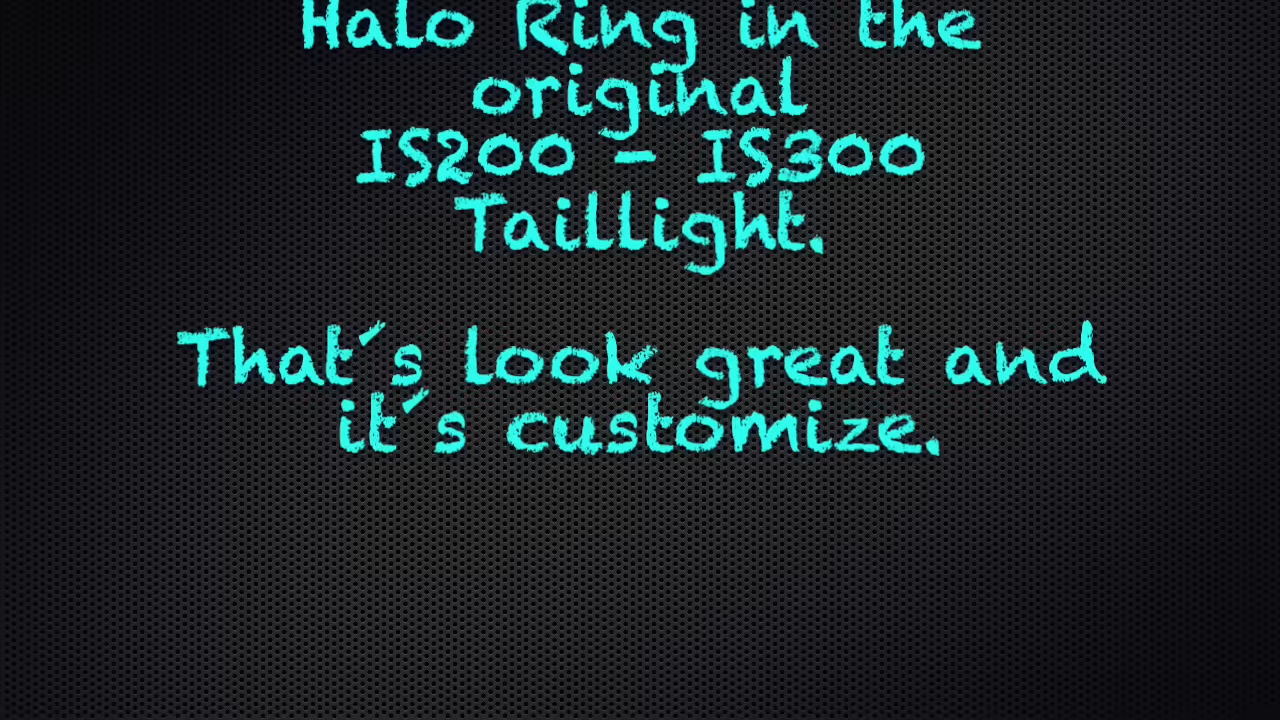 Halo Ring in the
original
IS200 - IS300
Taillight.
That´s look great and
it´s customize.